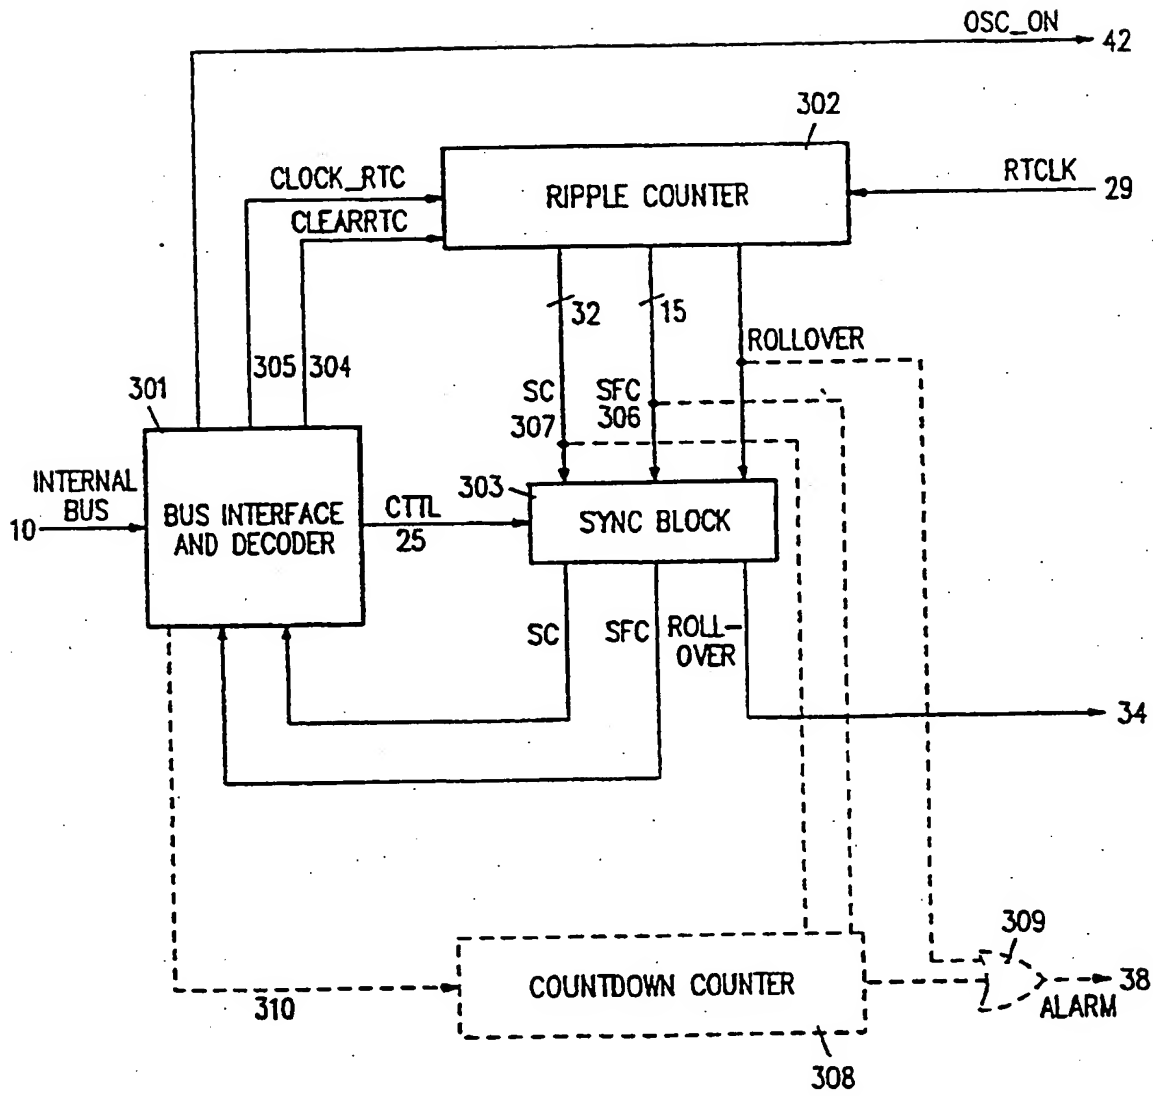 OSC_ON
42
302
CLOCK_RTC
RIPPLE COUNTER
RTCLK
29
CLEARRTC
32
15
ROLLOVER
305
304
301
SC
307
SFC
306
INTERNAL
BUS
10
303
CTTL
25
BUS INTERFACE
AND DECODER
SYNC BLOCK
SC
SFC
ROLL-
OVER
34
309
COUNTDOWN COUNTER
38
ALARM
310
308